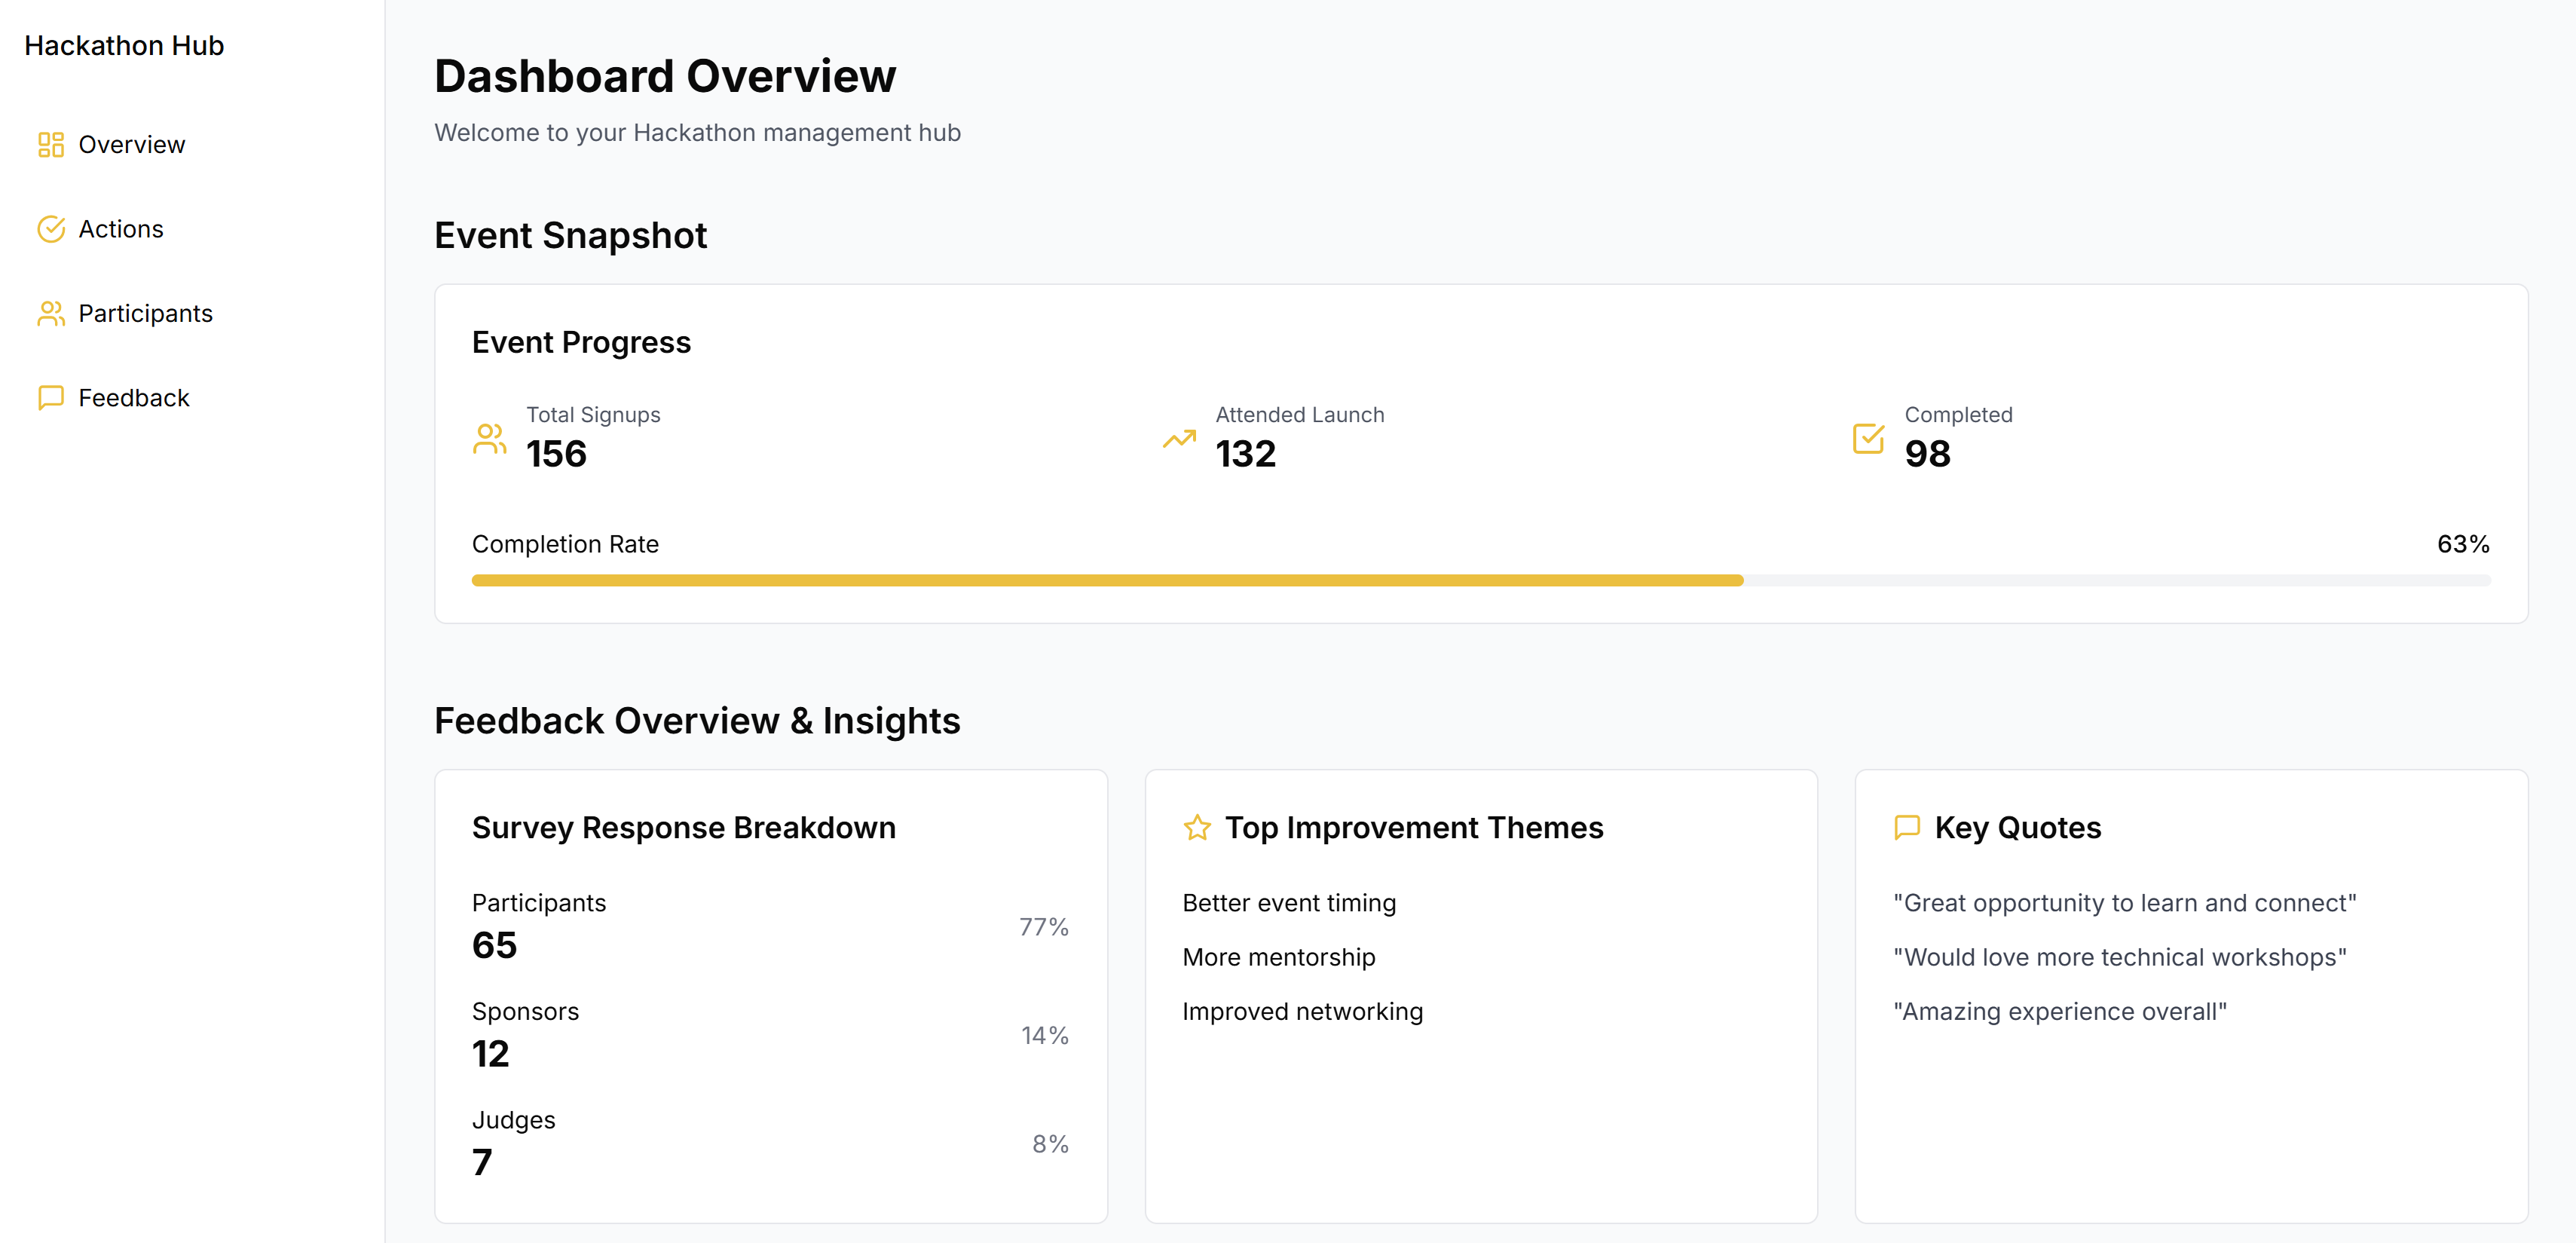 Hackathon Hub
Overview
Actions
Participants
Feedback
Dashboard Overview
Welcome to your Hackathon management hub
Event Snapshot
Event Progress
Total Signups
156
Attended Launch
132
Completed
98
Completion Rate
63%
Feedback Overview & Insights
Survey Response Breakdown
Participants
65
77%
Sponsors
12
14%
Judges
7
8%
Top Improvement Themes
Better event timing
More mentorship
Improved networking
Key Quotes
"Great opportunity to learn and connect"
"Would love more technical workshops"
"Amazing experience overall"